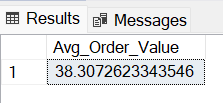 Results Messages
Avg_Order_Value
1 38.3072623343546